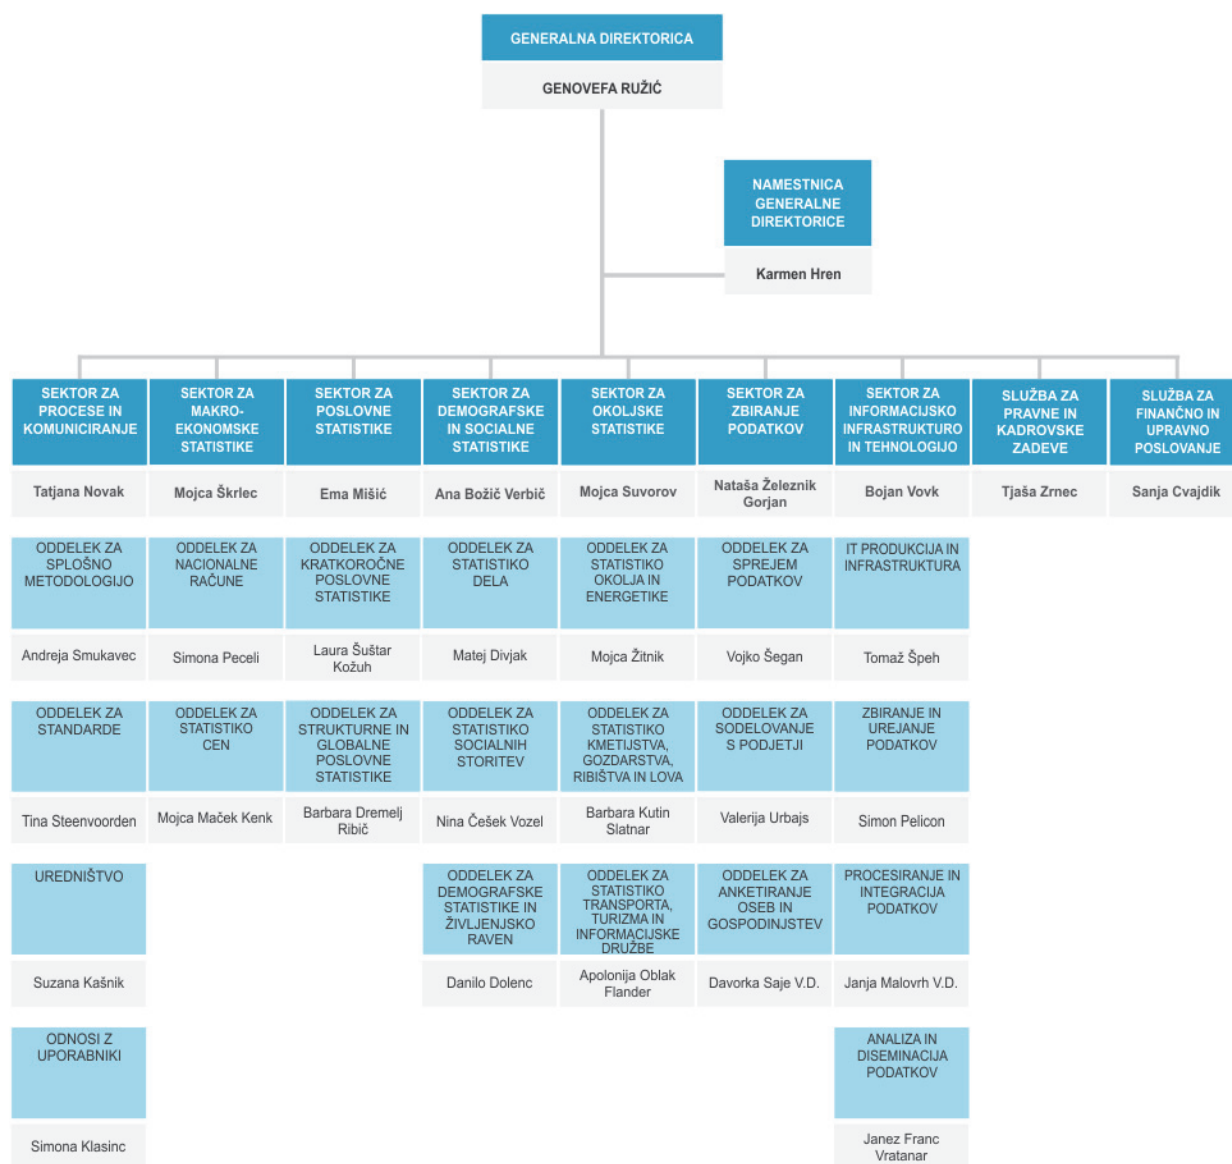 GENERALNA DIREKTORICA
GENOVEFA RUŽIĆ
NAMESTNICA
GENERALNE
DIREKTORICE
Karmen Hren
SEKTOR ZA
PROCESE IN
KOMUNICIRANJE
Tatjana Novak
SEKTOR ZA
MAKRO-
EKONOMSKE
STATISTIKE
Mojca Škrlec
SEKTOR ZA
POSLOVNE
STATISTIKE
Ema Mišić
SEKTOR ZA
DEMOGRAFSKE
IN SOCIALNE
STATISTIKE
Ana Božič Verbič
SEKTOR ZA
OKOLJSKE
STATISTIKE
Mojca Suvorov
SEKTOR ZA
ZBIRANJE
PODATKOV
Nataša Železnik
Gorjan
SEKTOR ZA
INFORMACIJSKO
INFRASTRUKTURO
IN TEHNOLOGIJO
Bojan Vovk
SLUŽBA ZA
PRAVNE IN
KADROVSKE
ZADEVE
Tjaša Zrnec
SLUŽBA ZA
FINANČNO IN
UPRAVNO
POSLOVANJE
Sanja Cvajdik
ODDELEK ZA
SPLOŠNO
METODOLOGIJO
Andreja Smukavec
ODDELEK ZA
NACIONALNE
RAČUNE
Simona Peceli
ODDELEK ZA
KRATKOROČNE
POSLOVNE
STATISTIKE
Laura Šuštar
Kožuh
ODDELEK ZA
STATISTIKO
DELA
Matej Divjak
ODDELEK ZA
STATISTIKO
OKOLJA IN
ENERGETIKE
Mojca Žitnik
ODDELEK ZA
SPREJEM
PODATKOV
Vojko Šegan
IT PRODUKCIJA IN
INFRASTRUKTURA
Tomaž Špeh
ODDELEK ZA
STANDARDE
Tina Steenvoorden
ODDELEK ZA
STATISTIKO
CEN
Mojca Maček Kenk
ODDELEK ZA
STRUKTURNE IN
GLOBALNE
POSLOVNE
STATISTIKE
Barbara Dremelj
Ribič
ODDELEK ZA
STATISTIKO
SOCIALNIH
STORITEV
Nina Češek Vozel
ODDELEK ZA
STATISTIKO
KMETIJSTVA,
GOZDARSTVA,
RIBIŠTVA IN LOVA
Barbara Kutin
Slatnar
ODDELEK ZA
SODELOVANJE
S PODJETJI
Valerija Urbajs
ZBIRANJE IN
UREJANJE
PODATKOV
Simon Pelicon
UREDNIŠTVO
Suzana Kašnik
ODDELEK ZA
DEMOGRAFSKE
STATISTIKE IN
ŽIVLJENJSKO
RAVEN
Danilo Dolenc
ODDELEK ZA
STATISTIKO
TRANSPORTA,
TURIZMA IN
INFORMACIJSKE
DRUŽBE
Apolonija Oblak
Flander
ODDELEK ZA
ANKETIRANJE
OSEB IN
GOSPODINJSTEV
Davorka Saje V.D.
PROCESIRANJE IN
INTEGRACIJA
PODATKOV
Janja Malovrh V.D.
ODNOSI Z
UPORABNIKI
Simona Klasinc
ANALIZA IN
DISEMINACIJA
PODATKOV
Janez Franc
Vratanar